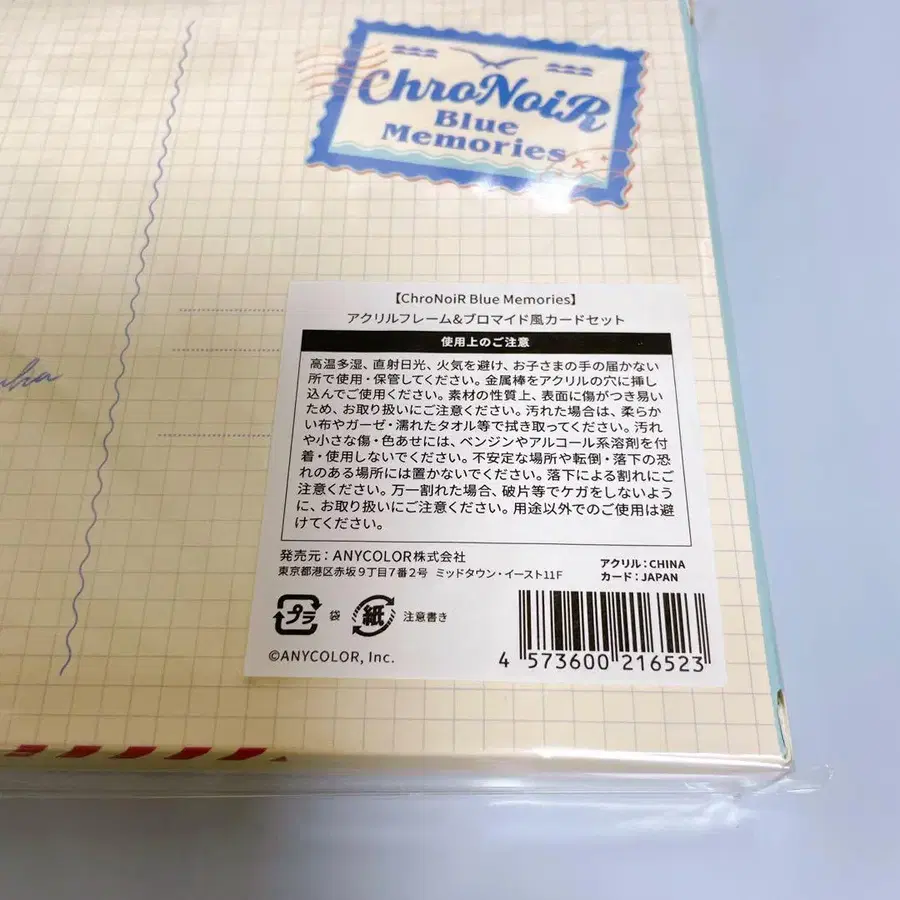 ChroNoiR
Blue
Memories
【ChroNoiR Blue Memories】
アクリルフレーム&ブロマイド風カードセット
使用上のご注意
高温多湿、直射日光、火気を避け、お子さまの手の届かない
所で使用・保管してください。金属棒をアクリルの穴に挿し
込んでご使用ください。素材の性質上、表面に傷がつき易い
ため、お取り扱いにご注意ください。汚れた場合は、柔らか
い布やガーゼ・濡れたタオル等で拭き取ってください。汚れ
や小さな傷・色あせには、ベンジンやアルコール系溶剤を付
着・使用しないでください。不安定な場所や転倒・落下の恐
れのある場所には置かないでください。落下による割れにご
注意ください。万一割れた場合、破片等でケガをしないよう
に、お取り扱いにご注意ください。用途以外でのご使用は避
けてください。
発売元:ANYCOLOR株式会社
東京都港区赤坂9丁目7番2号 ミッドタウン・イースト11F
アクリル:CHINA
カード:JAPAN
プラ 袋 紙 注意書き
©ANYCOLOR, Inc.
4 573600 216523